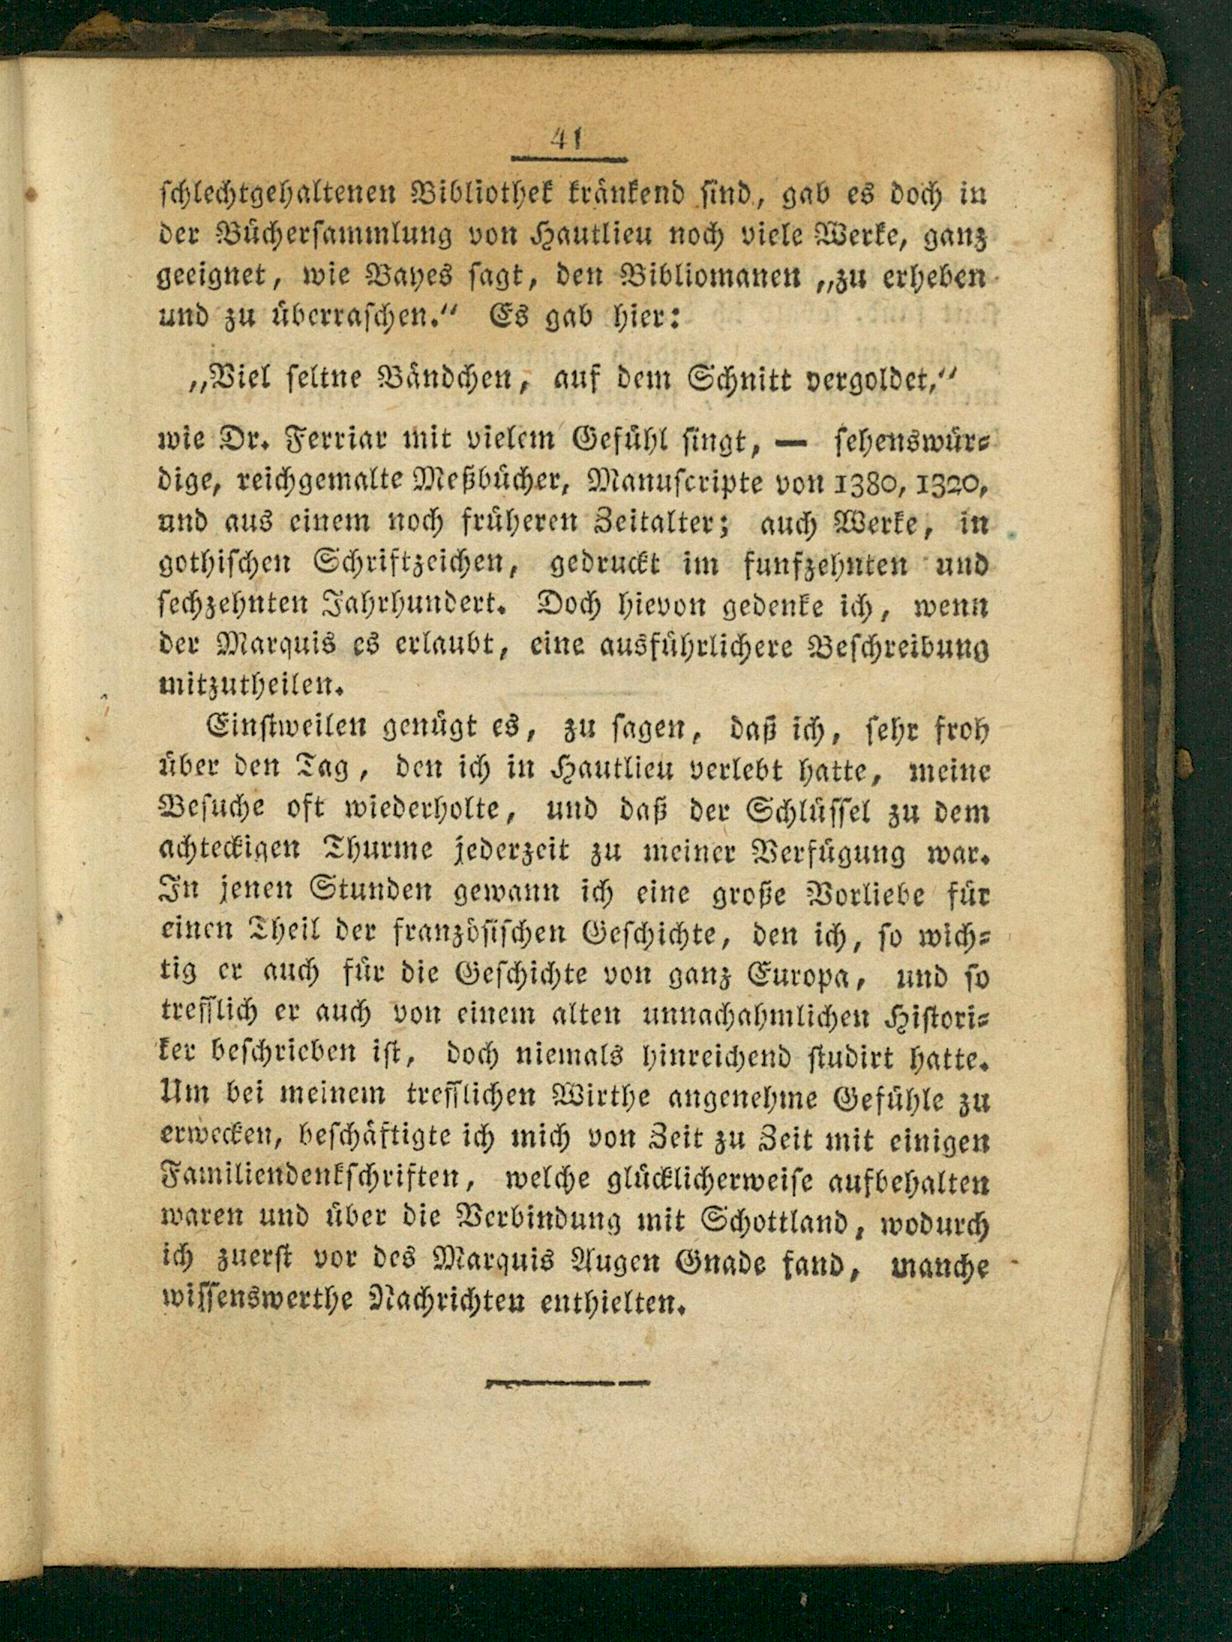 41
schlechtgehaltenen Bibliothek kränkend sind, gab es doch in
der Büchersammlung von Hautlieu noch viele Werke, ganz
geeignet, wie Bayes sagt, den Bibliomanen „zu erheben
und zu überraschen.“ Es gab hier:
„Viel seltne Bändchen, auf dem Schnitt vergoldet,“
wie Dr. Ferriar mit vielem Gefühl singt, — sehenswür-
dige, reichgemalte Meßbücher, Manuscripte von 1380, 1320,
und aus einem noch früheren Zeitalter; auch Werke, in
gothischen Schriftzeichen, gedruckt im funfzehnten und
sechzehnten Jahrhundert. Doch hievon gedenke ich, wenn
der Marquis es erlaubt, eine ausführlichere Beschreibung
mitzutheilen.
Einstweilen genügt es, zu sagen, daß ich, sehr froh
über den Tag, den ich in Hautlieu verlebt hatte, meine
Besuche oft wiederholte, und daß der Schlüssel zu dem
achteckigen Thurme jederzeit zu meiner Verfügung war.
In jenen Stunden gewann ich eine große Vorliebe für
einen Theil der französischen Geschichte, den ich, so wich-
tig er auch für die Geschichte von ganz Europa, und so
trefflich er auch von einem alten unnachahmlichen Histori-
ker beschrieben ist, doch niemals hinreichend studirt hatte.
Um bei meinem trefflichen Wirthe angenehme Gefühle zu
erwecken, beschäftigte ich mich von Zeit zu Zeit mit einigen
Familiendenkschriften, welche glücklicherweise aufbehalten
waren und über die Verbindung mit Schottland, wodurch
ich zuerst vor des Marquis Augen Gnade fand, manche
wissenswerthe Nachrichten enthielten.